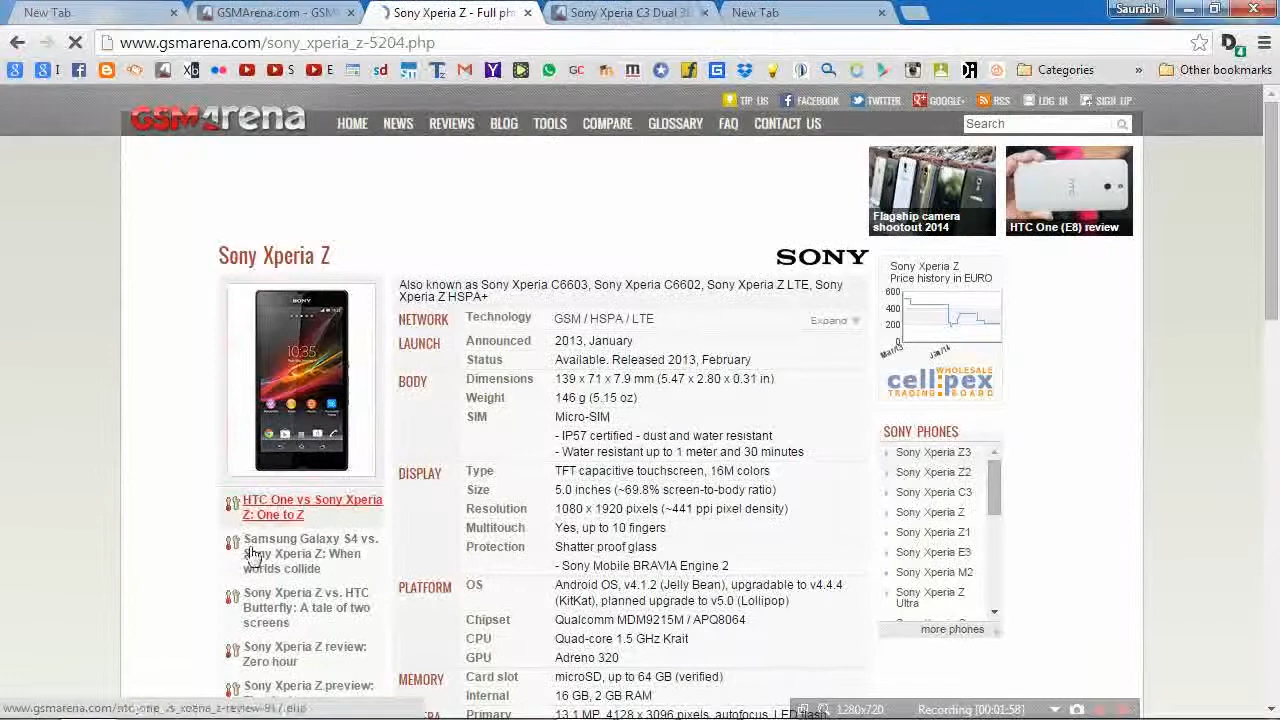 New Tab
GSMArena.com - GSM
Sony Xperia Z - Full ph
Sony Xperia C3 Dual
New Tab
Saurabh
www.gsmarena.com/sony_xperia_z-5204.php
Categories
»
Other bookmarks
TIP US
FACEBOOK
TWITTER
GOOGLE+
RSS
LOG IN
SIGN UP
GSMarena
HOME
NEWS
REVIEWS
BLOG
TOOLS
COMPARE
GLOSSARY
FAQ
CONTACT US
Search
Flagship camera
shootout 2014
HTC One (E8) review
Sony Xperia Z
SONY
Also known as Sony Xperia C6603, Sony Xperia C6602, Sony Xperia Z LTE, Sony
Xperia Z HSPA+
NETWORK Technology GSM / HSPA / LTE Expand
LAUNCH Announced 2013, January
Status Available. Released 2013, February
BODY Dimensions 139 x 71 x 7.9 mm (5.47 x 2.80 x 0.31 in)
Weight 146 g (5.15 oz)
SIM Micro-SIM
- IP57 certified - dust and water resistant
- Water resistant up to 1 meter and 30 minutes
DISPLAY Type TFT capacitive touchscreen, 16M colors
Size 5.0 inches (~69.8% screen-to-body ratio)
Resolution 1080 x 1920 pixels (~441 ppi pixel density)
Multitouch Yes, up to 10 fingers
Protection Shatter proof glass
- Sony Mobile BRAVIA Engine 2
PLATFORM OS Android OS, v4.1.2 (Jelly Bean), upgradable to v4.4.4
(KitKat), planned upgrade to v5.0 (Lollipop)
Chipset Qualcomm MDM9215M / APQ8064
CPU Quad-core 1.5 GHz Krait
GPU Adreno 320
MEMORY Card slot microSD, up to 64 GB (verified)
Internal 16 GB, 2 GB RAM
Primary 13.1 MP, 4128 x 3096 pixels, autofocus, LED flash,
SONY
10:35
HTC One vs Sony Xperia
Z: One to Z
Samsung Galaxy S4 vs.
Sony Xperia Z: When
worlds collide
Sony Xperia Z vs. HTC
Butterfly: A tale of two
screens
Sony Xperia Z review:
Zero hour
Sony Xperia Z preview:
Sony Xperia Z
Price history in EURO
600
400
200
0
WHOLESALE
cell:pex
TRADING BOARD
SONY PHONES
Sony Xperia Z3
Sony Xperia Z2
Sony Xperia C3
Sony Xperia Z
Sony Xperia Z1
Sony Xperia E3
Sony Xperia M2
Sony Xperia Z
Ultra
more phones
Recording [00:01:58]
1280x720